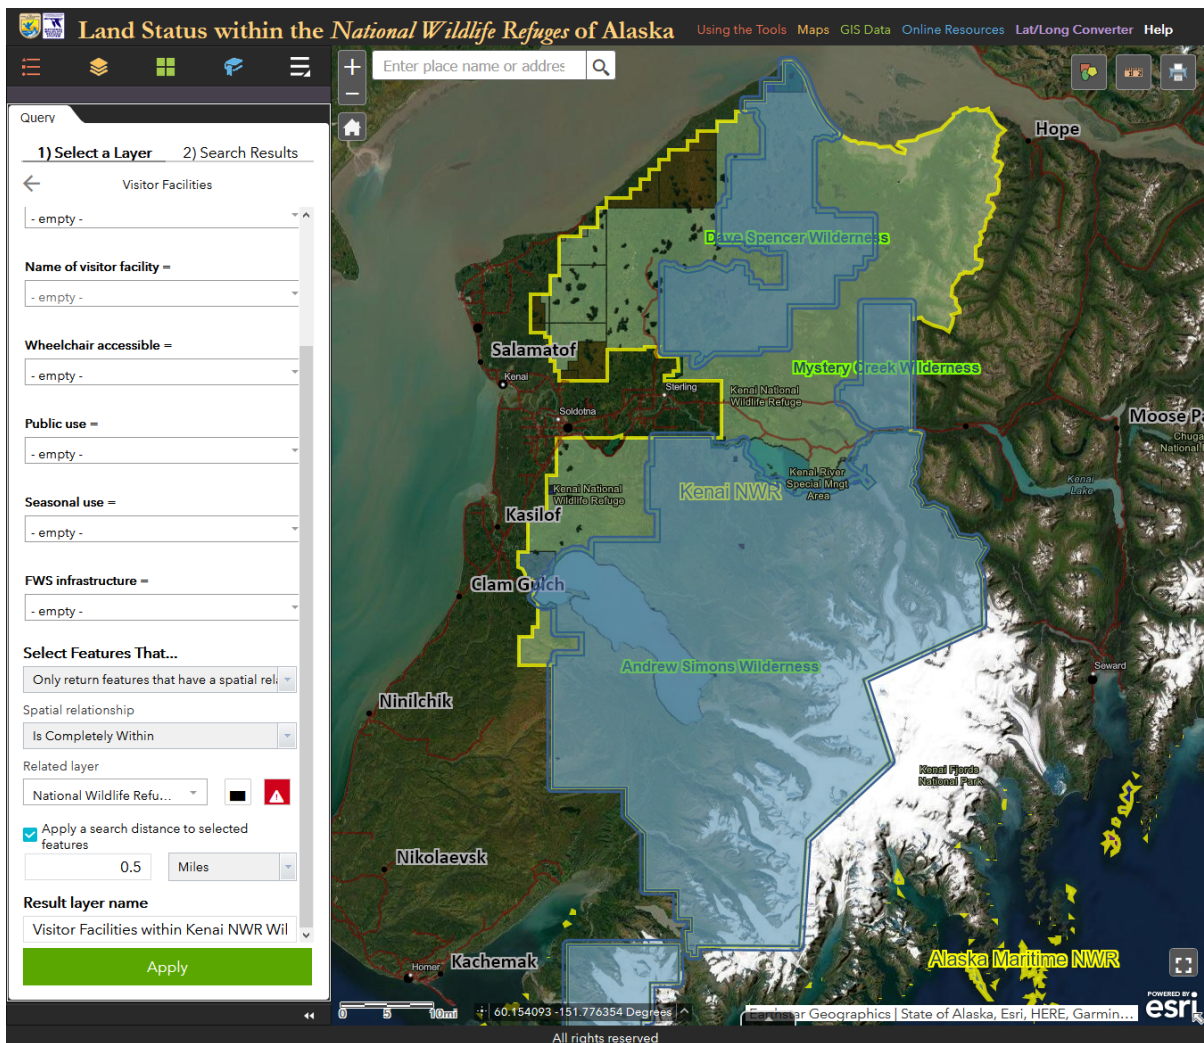 Land Status within the National Wildlife Refuges of Alaska
Using the Tools Maps GIS Data Online Resources Lat/Long Converter Help
Query
1) Select a Layer 2) Search Results
Visitor Facilities
- empty -
Name of visitor facility =
- empty -
Wheelchair accessible =
- empty -
Public use =
- empty -
Seasonal use =
- empty -
FWS infrastructure =
- empty -
Select Features That...
Only return features that have a spatial rel
Spatial relationship
Is Completely Within
Related layer
National Wildlife Refu...
Apply a search distance to selected
features
0.5 Miles
Result layer name
Visitor Facilities within Kenai NWR Wil
Apply
+
−
Enter place name or addres
Hope
Dave Spencer Wilderness
Salamatof
Kenai
Mystery Creek Wilderness
Sterling
Kenai National
Wildlife Refuge
Soldotna
Moose Pa
Chuga
National
Kenai River
Special Mngt
Area
Kenai
Lake
Kenai National
Wildlife Refuge
Kenai NWR
Kasilof
Clam Gulch
Andrew Simons Wilderness
Seward
Ninilchik
Kenai Fjords
National Park
Nikolaevsk
Homer
Kachemak
Alaska Maritime NWR
0 5 10mi
60.154093 -151.776354 Degrees
Earthstar Geographics | State of Alaska, Esri, HERE, Garmin...
POWERED BY
esri
All rights reserved